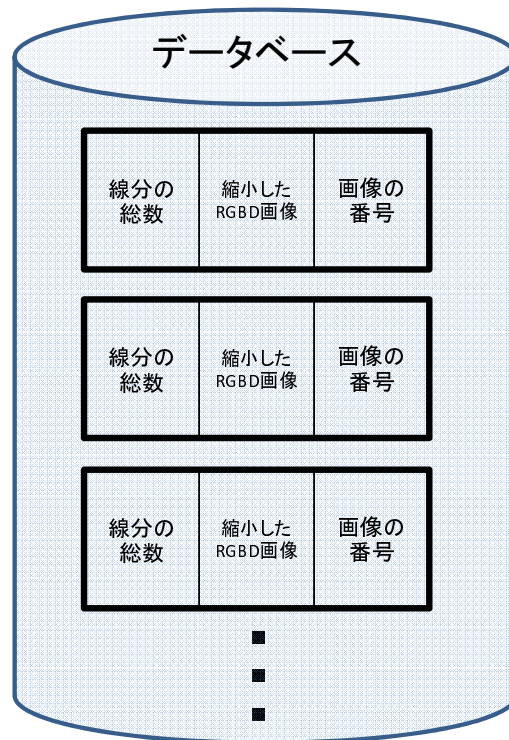 データベース
線分の
総数
縮小した
RGBD画像
画像の
番号
線分の
総数
縮小した
RGBD画像
画像の
番号
線分の
総数
縮小した
RGBD画像
画像の
番号